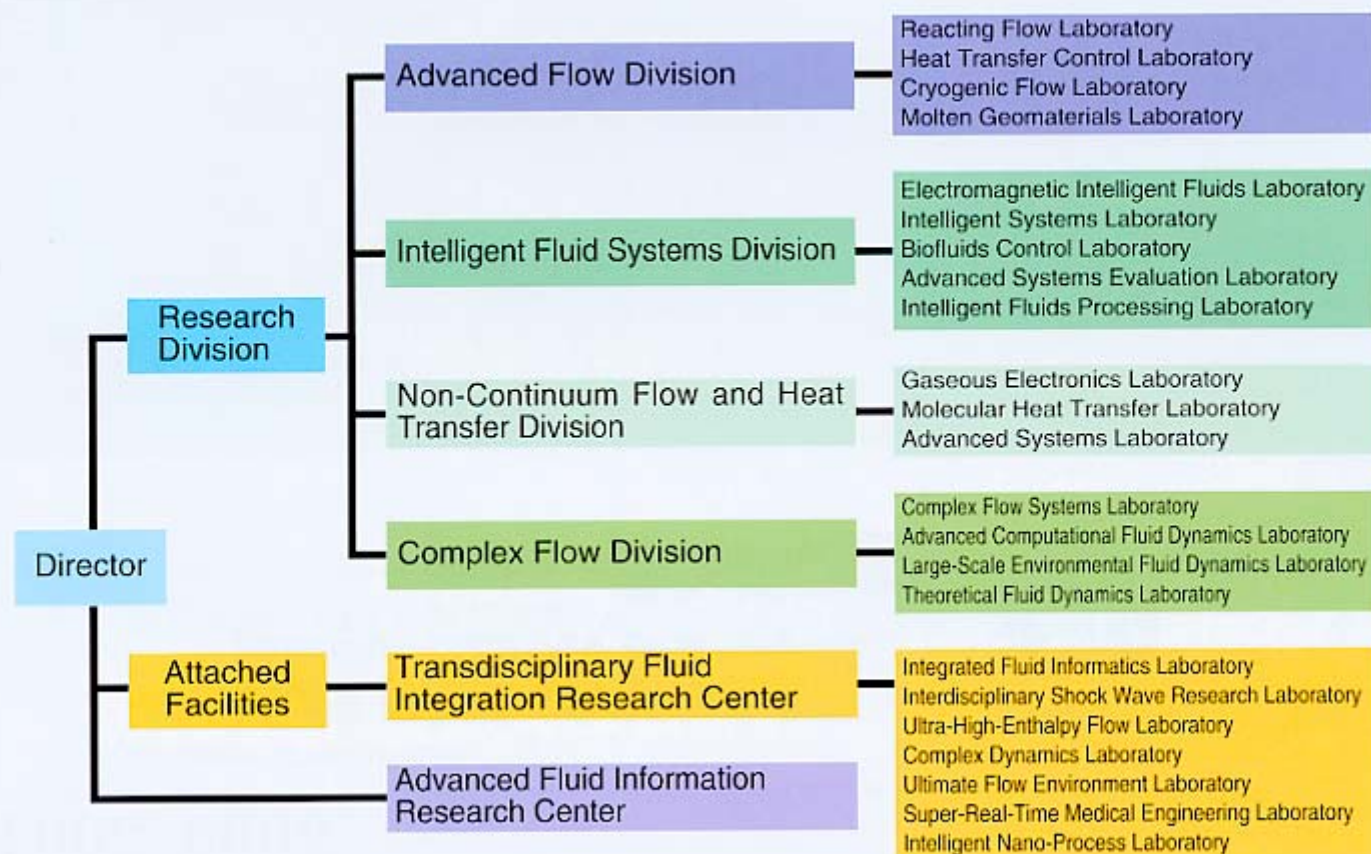 Director
Research
Division
Advanced Flow Division
Reacting Flow Laboratory
Heat Transfer Control Laboratory
Cryogenic Flow Laboratory
Molten Geomaterials Laboratory
Intelligent Fluid Systems Division
Electromagnetic Intelligent Fluids Laboratory
Intelligent Systems Laboratory
Biofluids Control Laboratory
Advanced Systems Evaluation Laboratory
Intelligent Fluids Processing Laboratory
Non-Continuum Flow and Heat
Transfer Division
Gaseous Electronics Laboratory
Molecular Heat Transfer Laboratory
Advanced Systems Laboratory
Complex Flow Division
Complex Flow Systems Laboratory
Advanced Computational Fluid Dynamics Laboratory
Large-Scale Environmental Fluid Dynamics Laboratory
Theoretical Fluid Dynamics Laboratory
Attached
Facilities
Transdisciplinary Fluid
Integration Research Center
Integrated Fluid Informatics Laboratory
Interdisciplinary Shock Wave Research Laboratory
Ultra-High-Enthalpy Flow Laboratory
Complex Dynamics Laboratory
Ultimate Flow Environment Laboratory
Super-Real-Time Medical Engineering Laboratory
Intelligent Nano-Process Laboratory
Advanced Fluid Information
Research Center